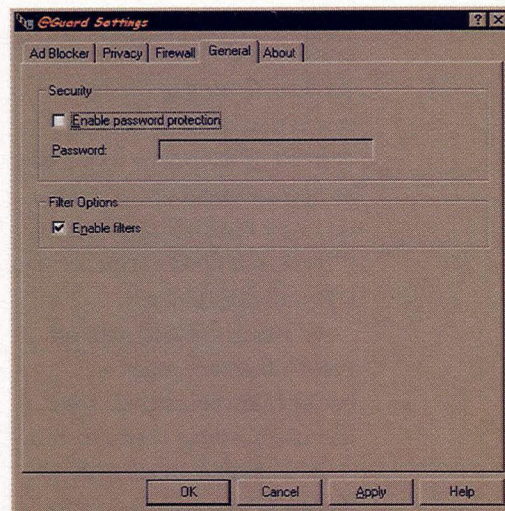 @Guard Settings
Ad Blocker Privacy Firewall General About
Security
Enable password protection
Password:
Filter Options
Enable filters
OK Cancel Apply Help